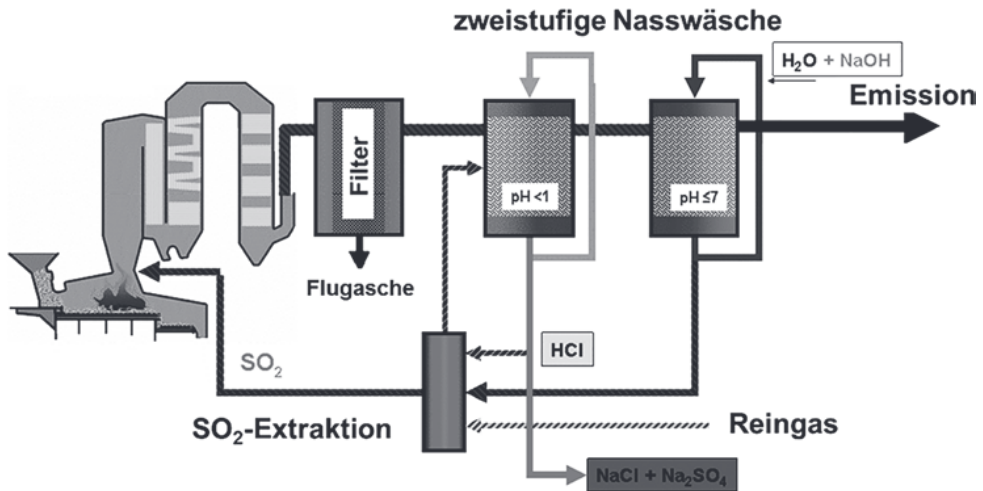 zweistufige Nasswäsche
H₂O + NaOH
Emission
Filter
pH <1
pH ≤7
Flugasche
HCl
SO₂
SO₂-Extraktion
Reingas
NaCl + Na₂SO₄